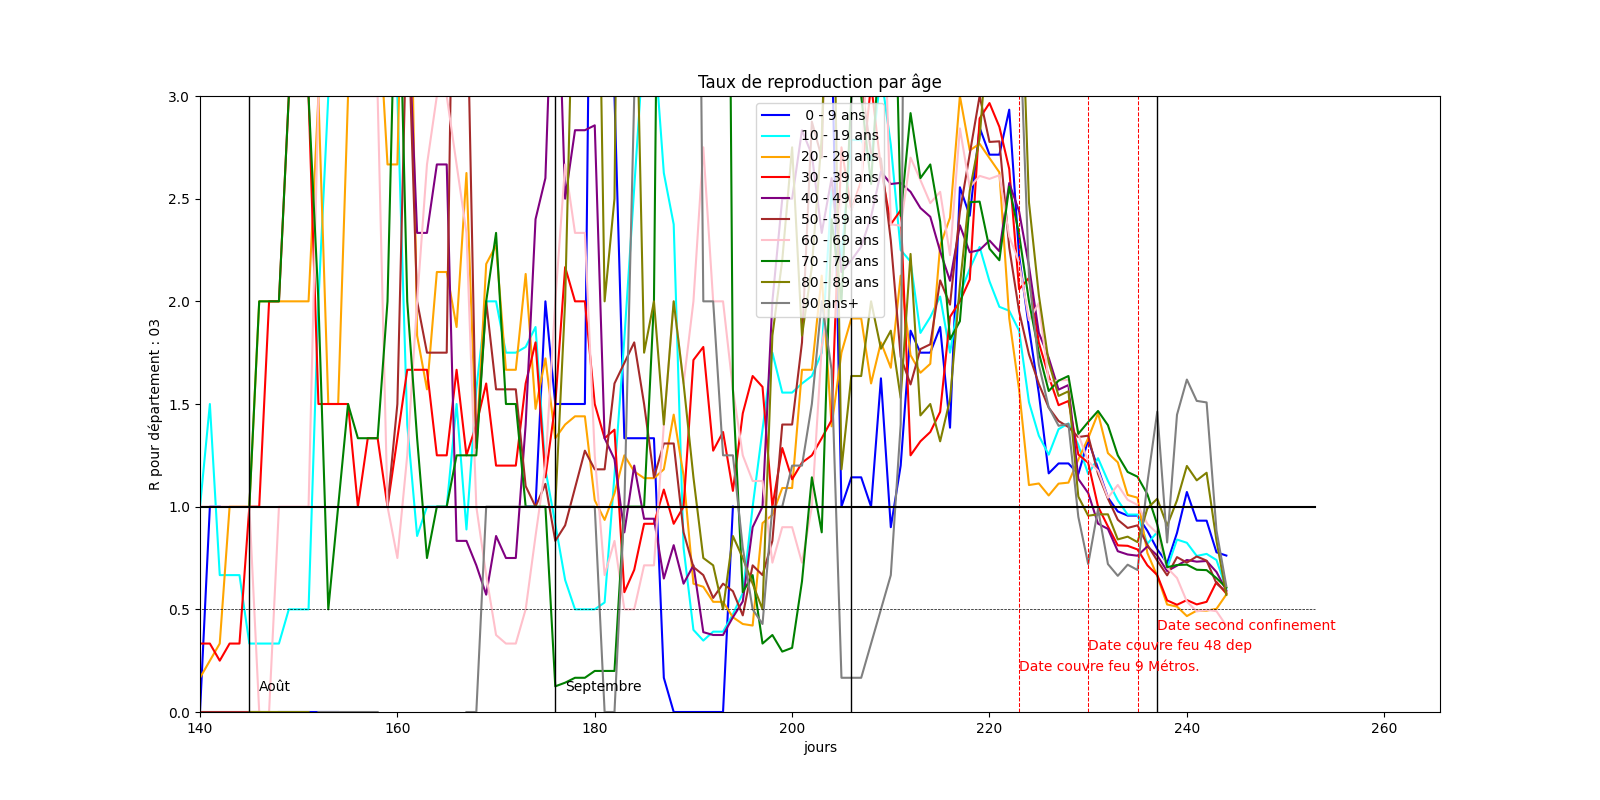 Taux de reproduction par âge
R pour département : 03
3.0
2.5
2.0
1.5
1.0
0.5
0.0
0 - 9 ans
10 - 19 ans
20 - 29 ans
30 - 39 ans
40 - 49 ans
50 - 59 ans
60 - 69 ans
70 - 79 ans
80 - 89 ans
90 ans+
Date second confinement
Date couvre feu 48 dep
Date couvre feu 9 Métros.
Août
Septembre
140 160 180 200 220 240 260
jours